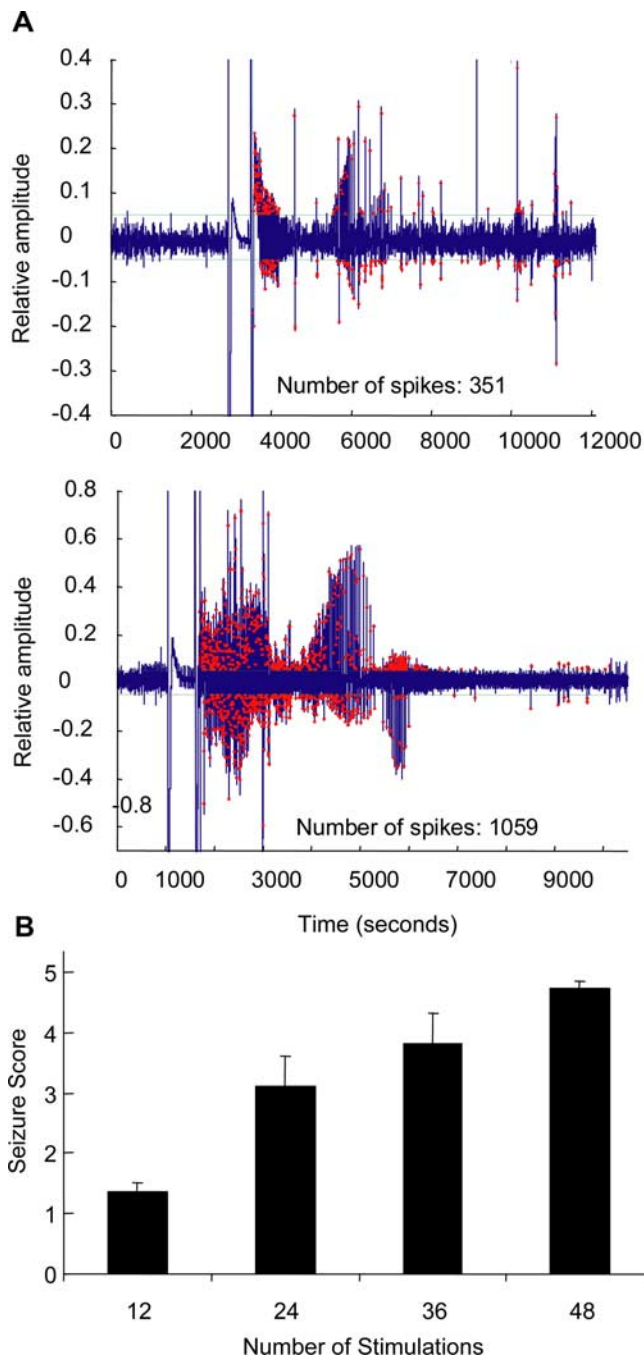 A
Relative amplitude
0.4
0.3
0.2
0.1
0
-0.1
-0.2
-0.3
-0.4
Number of spikes: 351
0 2000 4000 6000 8000 10000 12000
Relative amplitude
0.8
0.6
0.4
0.2
0
-0.2
-0.4
-0.8
-0.6
Number of spikes: 1059
0 1000 3000 5000 7000 9000
Time (seconds)
B
Seizure Score
5
4
3
2
1
0
12 24 36 48
Number of Stimulations